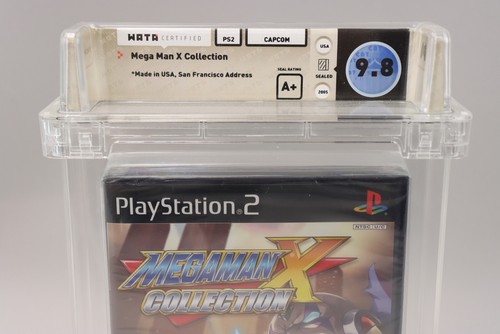 WATA CERTIFIED PS2 CAPCOM
Mega Man X Collection
*Made in USA, San Francisco Address
SEAL RATING
A+
USA
SEALED
2005
9.8
PlayStation®2
NTSC U/C
MEGAMAN X
COLLECTION